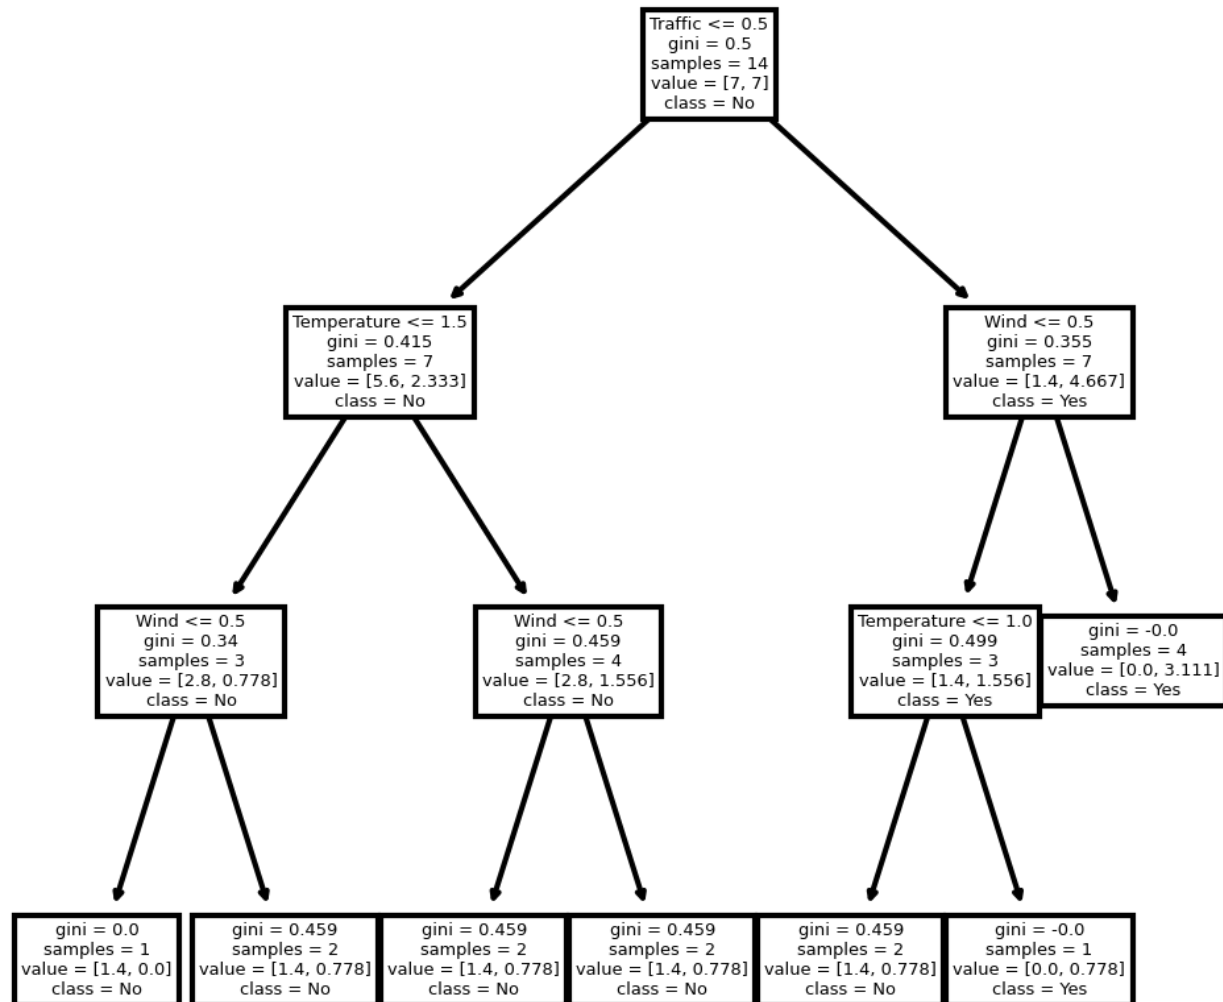 Traffic <= 0.5
gini = 0.5
samples = 14
value = [7, 7]
class = No
Temperature <= 1.5
gini = 0.415
samples = 7
value = [5.6, 2.333]
class = No
Wind <= 0.5
gini = 0.355
samples = 7
value = [1.4, 4.667]
class = Yes
Wind <= 0.5
gini = 0.34
samples = 3
value = [2.8, 0.778]
class = No
Wind <= 0.5
gini = 0.459
samples = 4
value = [2.8, 1.556]
class = No
Temperature <= 1.0
gini = 0.499
samples = 3
value = [1.4, 1.556]
class = Yes
gini = -0.0
samples = 4
value = [0.0, 3.111]
class = Yes
gini = 0.0
samples = 1
value = [1.4, 0.0]
class = No
gini = 0.459
samples = 2
value = [1.4, 0.778]
class = No
gini = 0.459
samples = 2
value = [1.4, 0.778]
class = No
gini = 0.459
samples = 2
value = [1.4, 0.778]
class = No
gini = 0.459
samples = 2
value = [1.4, 0.778]
class = No
gini = -0.0
samples = 1
value = [0.0, 0.778]
class = Yes